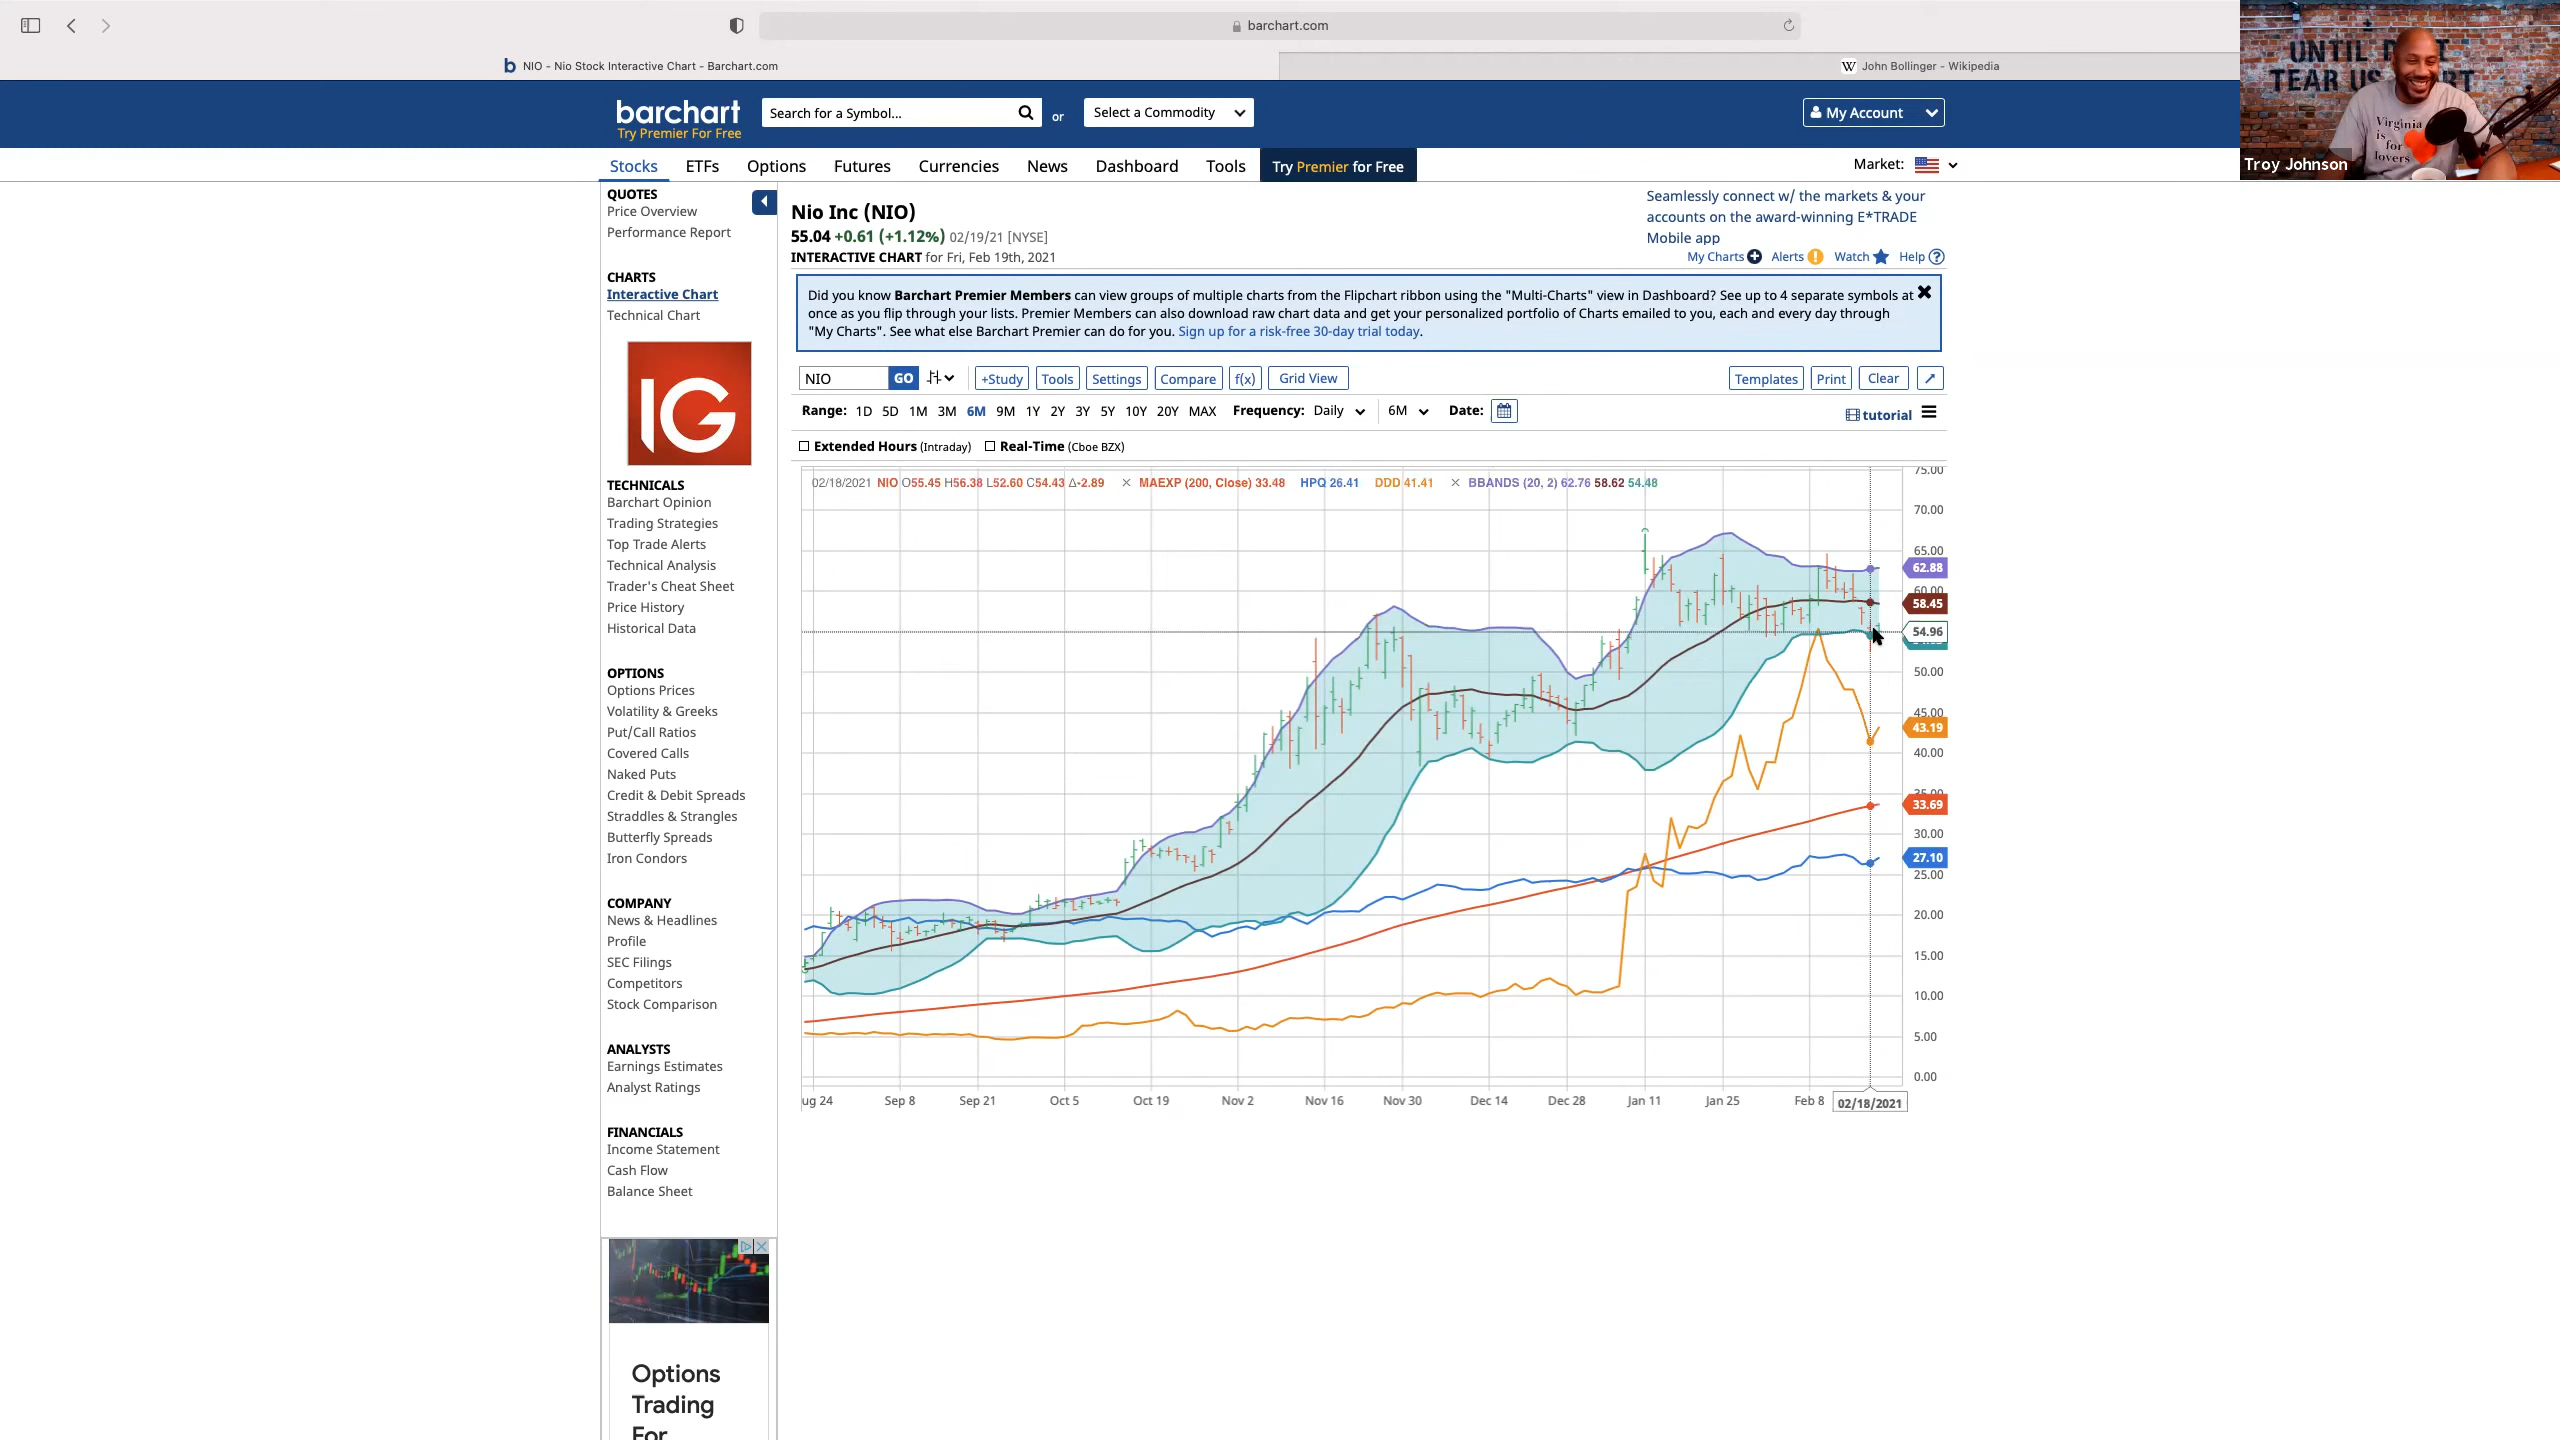 barchart.com
NIO - Nio Stock Interactive Chart - Barchart.com
John Bollinger - Wikipedia
UNTIL
TEAR US
Virginia
is
for
lovers
Troy Johnson
barchart
Try Premier For Free
Search for a Symbol...
or
Select a Commodity
My Account
Stocks ETFs Options Futures Currencies News Dashboard Tools Try Premier for Free
Market:
QUOTES
Price Overview
Performance Report
CHARTS
Interactive Chart
Technical Chart
IG
TECHNICALS
Barchart Opinion
Trading Strategies
Top Trade Alerts
Technical Analysis
Trader's Cheat Sheet
Price History
Historical Data
OPTIONS
Options Prices
Volatility & Greeks
Put/Call Ratios
Covered Calls
Naked Puts
Credit & Debit Spreads
Straddles & Strangles
Butterfly Spreads
Iron Condors
COMPANY
News & Headlines
Profile
SEC Filings
Competitors
Stock Comparison
ANALYSTS
Earnings Estimates
Analyst Ratings
FINANCIALS
Income Statement
Cash Flow
Balance Sheet
Options
Trading
For
Nio Inc (NIO)
55.04 +0.61 (+1.12%) 02/19/21 [NYSE]
INTERACTIVE CHART for Fri, Feb 19th, 2021
Seamlessly connect w/ the markets & your
accounts on the award-winning E*TRADE
Mobile app
My Charts Alerts Watch Help
Did you know Barchart Premier Members can view groups of multiple charts from the Flipchart ribbon using the "Multi-Charts" view in Dashboard? See up to 4 separate symbols at
once as you flip through your lists. Premier Members can also download raw chart data and get your personalized portfolio of Charts emailed to you, each and every day through
"My Charts". See what else Barchart Premier can do for you. Sign up for a risk-free 30-day trial today.
NIO GO +Study Tools Settings Compare f(x) Grid View Templates Print Clear
Range: 1D 5D 1M 3M 6M 9M 1Y 2Y 3Y 5Y 10Y 20Y MAX Frequency: Daily 6M Date:
tutorial
Extended Hours (Intraday) Real-Time (Cboe BZX)
02/18/2021 NIO O55.45 H56.38 L52.60 C54.43 Δ-2.89 × MAEXP (200, Close) 33.48 HPQ 26.41 DDD 41.41 × BBANDS (20, 2) 62.76 58.62 54.48
75.00
70.00
65.00
62.88
60.00
58.45
54.96
50.00
45.00
43.19
40.00
35.00
33.69
30.00
27.10
25.00
20.00
15.00
10.00
5.00
0.00
ug 24 Sep 8 Sep 21 Oct 5 Oct 19 Nov 2 Nov 16 Nov 30 Dec 14 Dec 28 Jan 11 Jan 25 Feb 8 02/18/2021